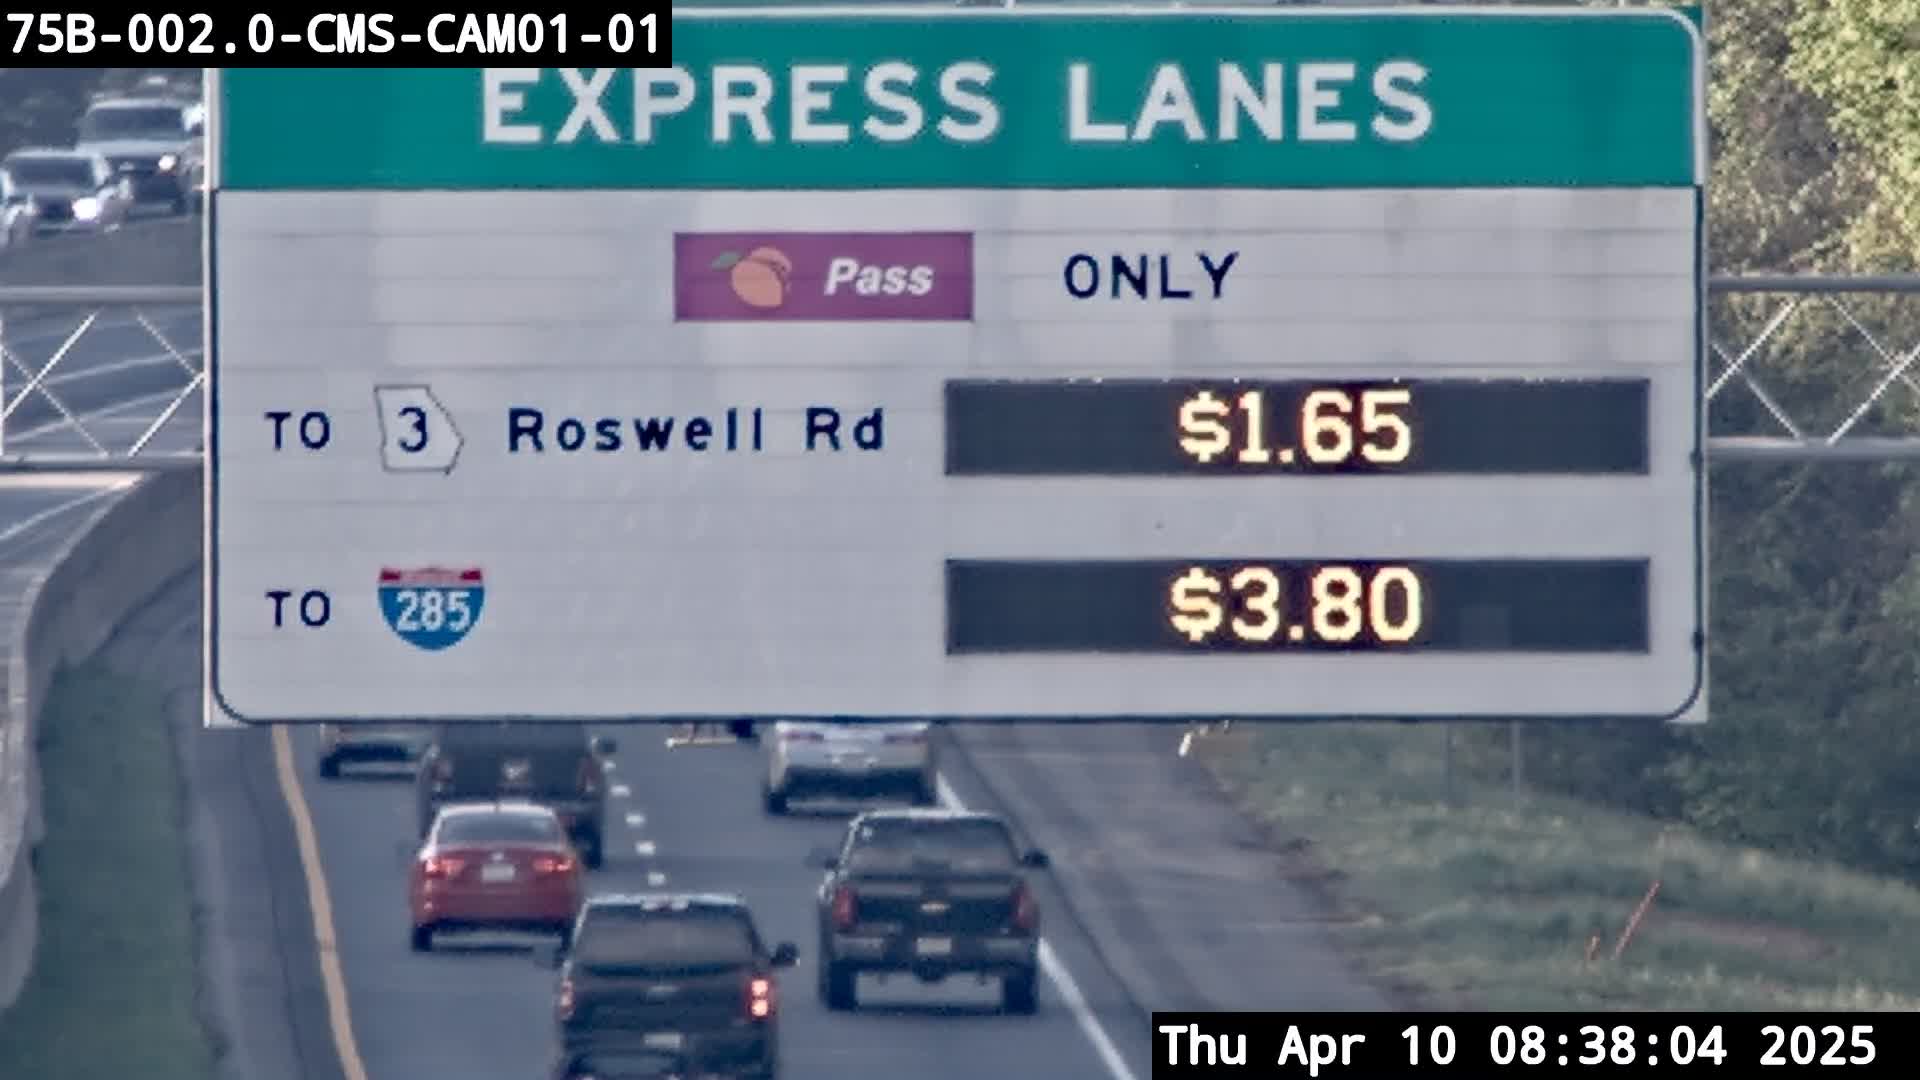 75B-002.0-CMS-CAM01-01
EXPRESS LANES
Pass ONLY
TO 3 Roswell Rd $1.65
TO 285 $3.80
Thu Apr 10 08:38:04 2025